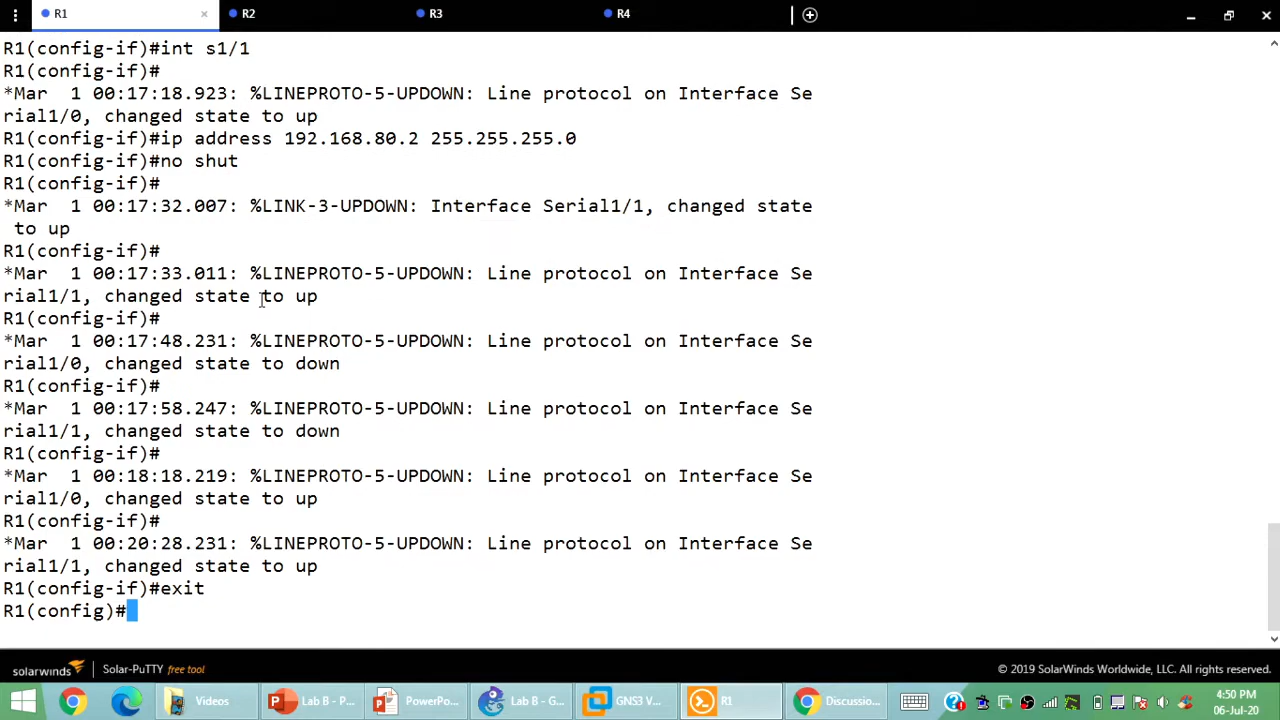 R1
R2
R3
R4
R1(config-if)#int s1/1
R1(config-if)#
*Mar  1 00:17:18.923: %LINEPROTO-5-UPDOWN: Line protocol on Interface Se
rial1/0, changed state to up
R1(config-if)#ip address 192.168.80.2 255.255.255.0
R1(config-if)#no shut
R1(config-if)#
*Mar  1 00:17:32.007: %LINK-3-UPDOWN: Interface Serial1/1, changed state
 to up
R1(config-if)#
*Mar  1 00:17:33.011: %LINEPROTO-5-UPDOWN: Line protocol on Interface Se
rial1/1, changed state to up
R1(config-if)#
*Mar  1 00:17:48.231: %LINEPROTO-5-UPDOWN: Line protocol on Interface Se
rial1/0, changed state to down
R1(config-if)#
*Mar  1 00:17:58.247: %LINEPROTO-5-UPDOWN: Line protocol on Interface Se
rial1/1, changed state to down
R1(config-if)#
*Mar  1 00:18:18.219: %LINEPROTO-5-UPDOWN: Line protocol on Interface Se
rial1/0, changed state to up
R1(config-if)#
*Mar  1 00:20:28.231: %LINEPROTO-5-UPDOWN: Line protocol on Interface Se
rial1/1, changed state to up
R1(config-if)#exit
R1(config)#
solarwinds | Solar-PuTTY free tool
© 2019 SolarWinds Worldwide, LLC. All rights reserved.
Videos
Lab B - P...
PowerPo...
Lab B - G...
GNS3 V...
R1
Discussio...
4:50 PM
06-Jul-20